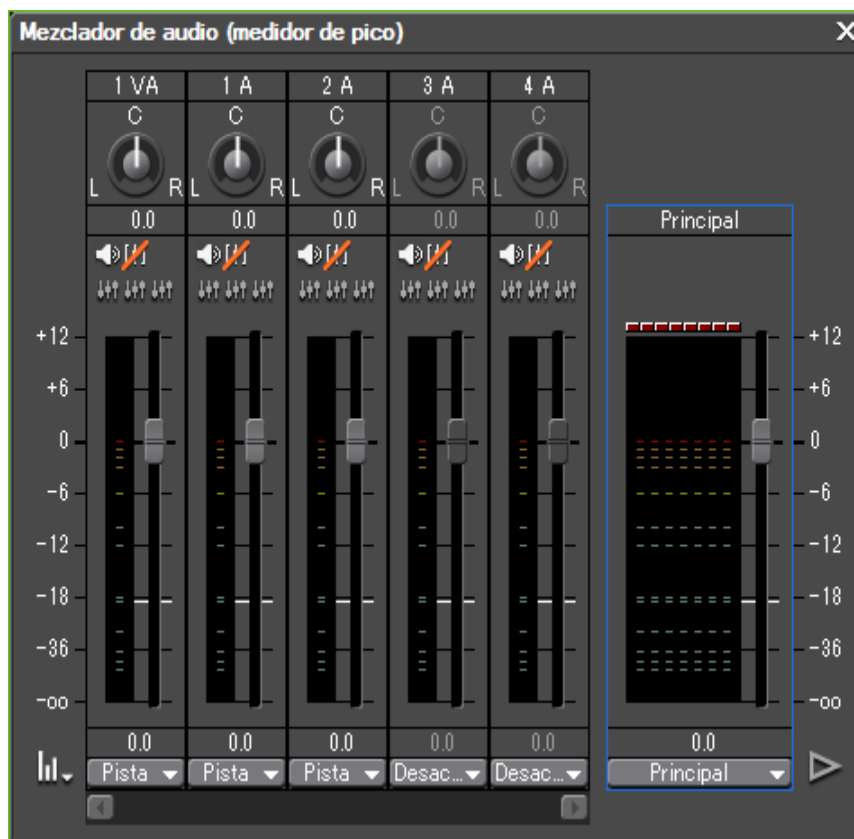 Mezclador de audio (medidor de pico)
1 VA 1 A 2 A 3 A 4 A
C C C C C
L R L R L R L R L R
0.0 0.0 0.0 0.0 0.0 Principal
+12 +12
+6 +6
0 0
-6 -6
-12 -12
-18 -18
-36 -36
-∞ -∞
0.0 0.0 0.0 0.0 0.0 0.0
Pista Pista Pista Desac... Desac... Principal